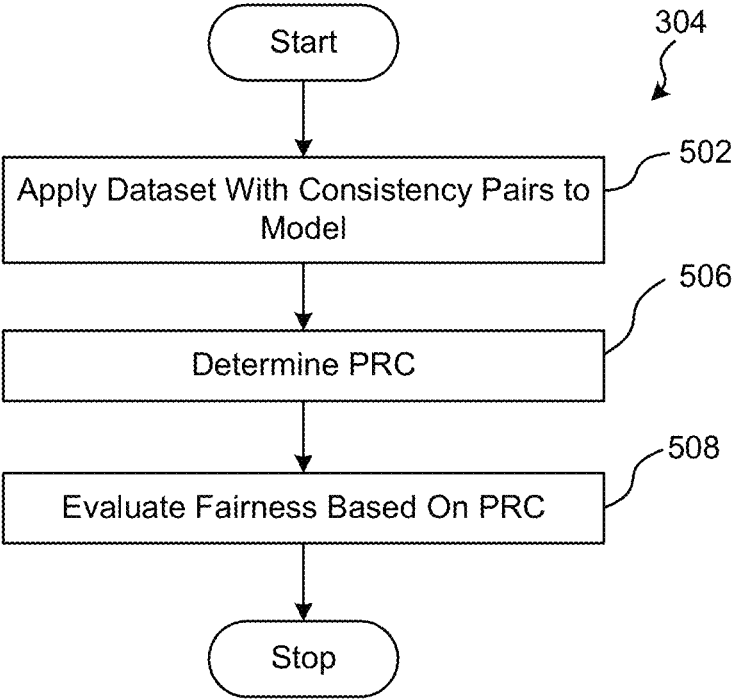 Start
304
502
Apply Dataset With Consistency Pairs to
Model
506
Determine PRC
508
Evaluate Fairness Based On PRC
Stop